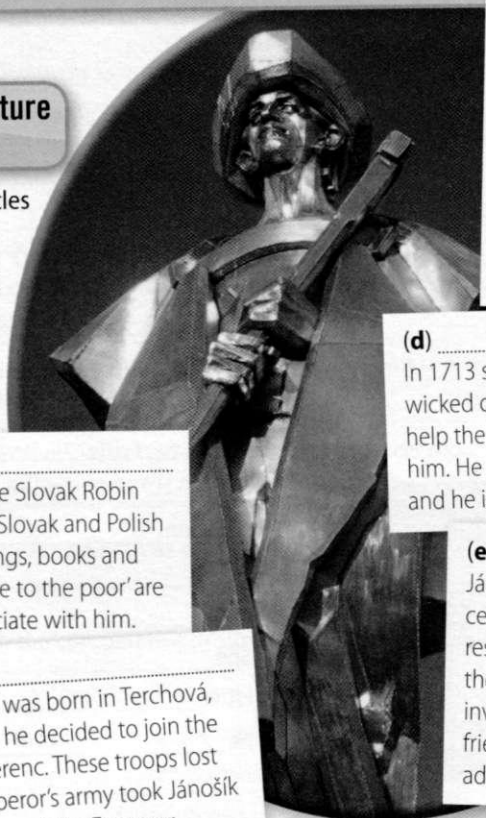 ture
tles
e Slovak Robin
Slovak and Polish
ngs, books and
e to the poor' are
ciate with him.
was born in Terchová,
he decided to join the
erenc. These troops lost
peror's army took Jánošík
(d)
In 1713 s
wicked c
help the
him. He
and he i
(e
Já
ce
res
the
inv
frie
ad